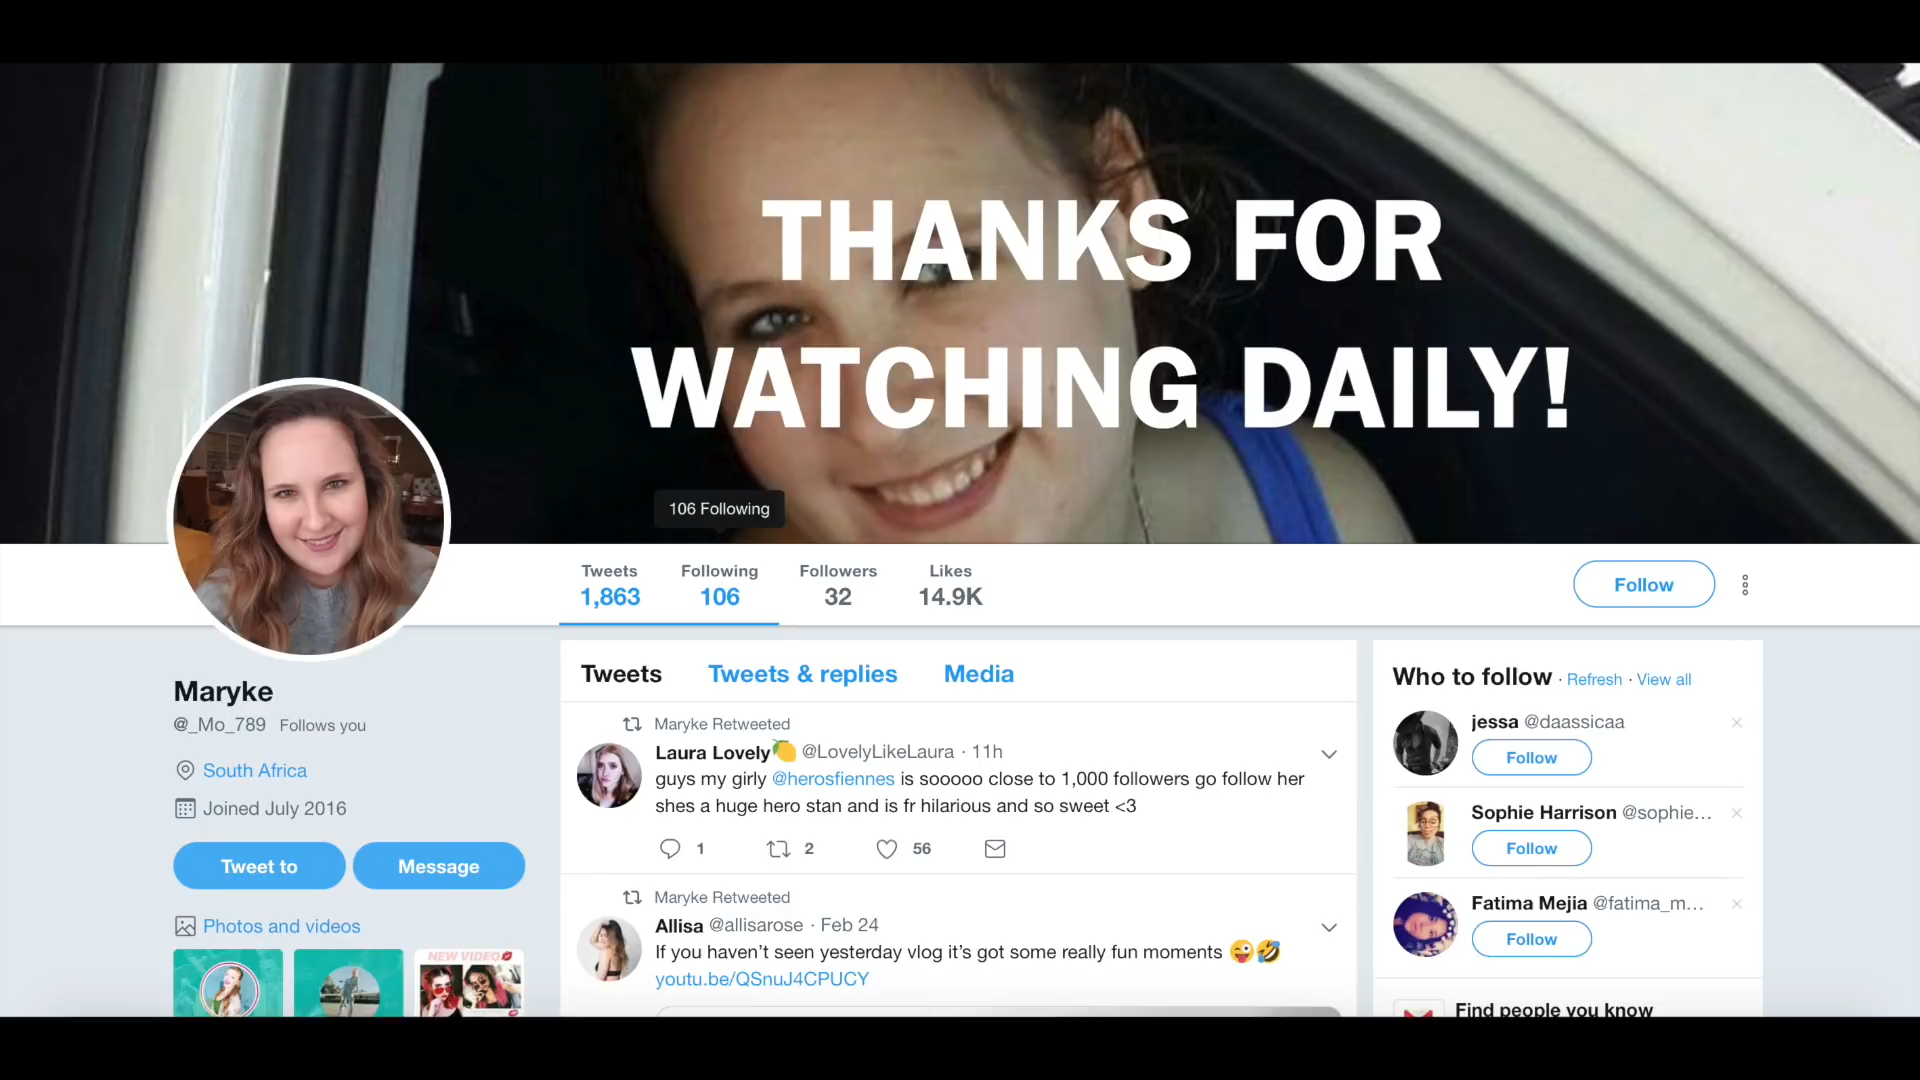 THANKS FOR
WATCHING DAILY!
106 Following
Tweets
1,863
Following
106
Followers
32
Likes
14.9K
Follow
Maryke
@_Mo_789 Follows you
South Africa
Joined July 2016
Tweet to
Message
Photos and videos
NEW VIDEO
Tweets
Tweets & replies
Media
Maryke Retweeted
Laura Lovely🍋 @LovelyLikeLaura · 11h
guys my girly @herosfiennes is sooooo close to 1,000 followers go follow her
shes a huge hero stan and is fr hilarious and so sweet <3
1
2
56
Maryke Retweeted
Allisa @allisarose · Feb 24
If you haven’t seen yesterday vlog it’s got some really fun moments 😜🤣
youtu.be/QSnuJ4CPUCY
Who to follow · Refresh · View all
jessa @daassicaa
Follow
Sophie Harrison @sophie...
Follow
Fatima Mejia @fatima_m...
Follow
Find people you know